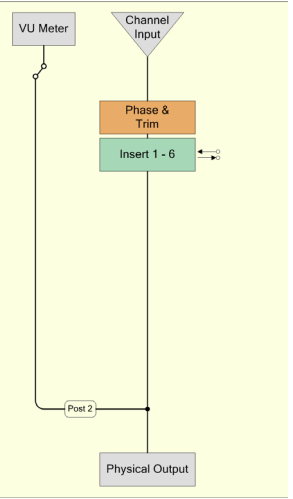 VU Meter
Channel
Input
Phase &
Trim
Insert 1 - 6
Post 2
Physical Output